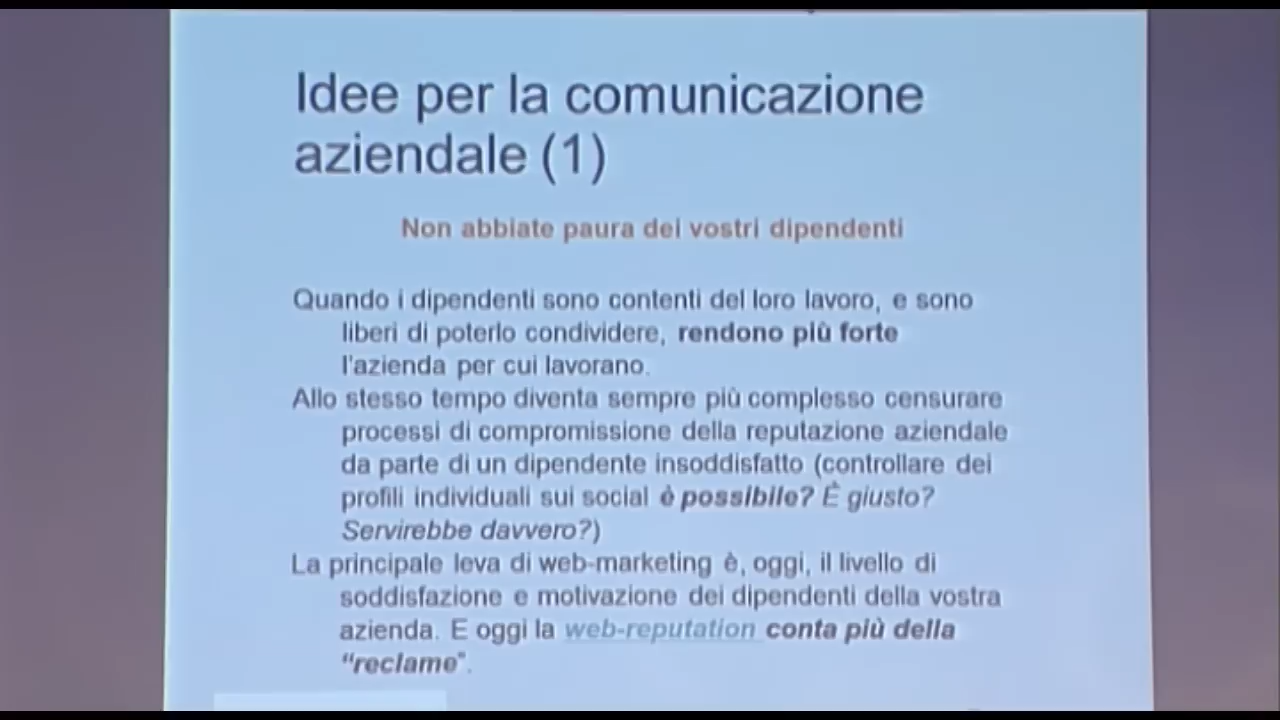 Idee per la comunicazione
aziendale (1)
Non abbiate paura dei vostri dipendenti
Quando i dipendenti sono contenti del loro lavoro, e sono
liberi di poterlo condividere, rendono più forte
l'azienda per cui lavorano.
Allo stesso tempo diventa sempre più complesso censurare
processi di compromissione della reputazione aziendale
da parte di un dipendente insoddisfatto (controllare dei
profili individuali sui social è possibile? È giusto?
Servirebbe davvero?)
La principale leva di web-marketing è, oggi, il livello di
soddisfazione e motivazione dei dipendenti della vostra
azienda. E oggi la web-reputation conta più della
“reclame”.